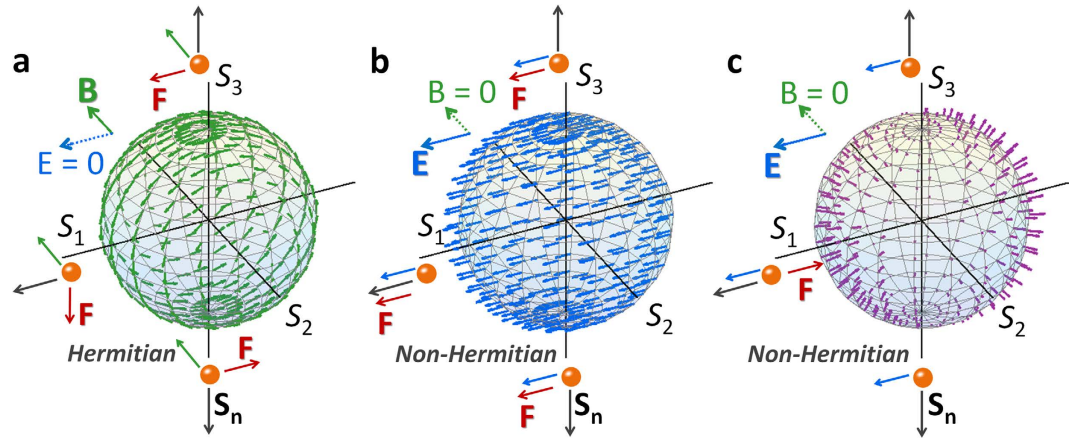 a
S3
F
B
E = 0
S1
F
S2
Hermitian
F
Sn
b
S3
F
B = 0
E
S1
F
S2
Non-Hermitian
F
Sn
c
S3
B = 0
E
S1
F
S2
Non-Hermitian
Sn